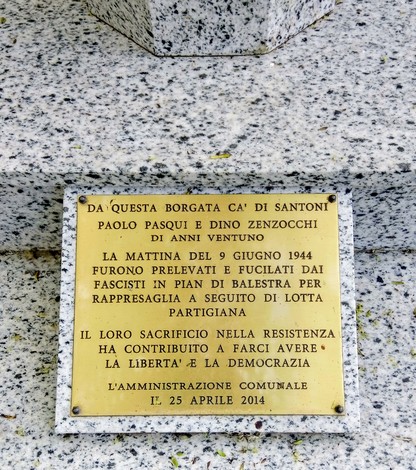 DA QUESTA BORGATA CA' DI SANTONI
PAOLO PASQUI E DINO ZENZOCCHI
DI ANNI VENTUNO
LA MATTINA DEL 9 GIUGNO 1944
FURONO PRELEVATI E FUCILATI DAI
FASCISTI IN PIAN DI BALESTRA PER
RAPPRESAGLIA A SEGUITO DI LOTTA
PARTIGIANA
IL LORO SACRIFICIO NELLA RESISTENZA
HA CONTRIBUITO A FARCI AVERE
LA LIBERTA' E LA DEMOCRAZIA
L'AMMINISTRAZIONE COMUNALE
IL 25 APRILE 2014